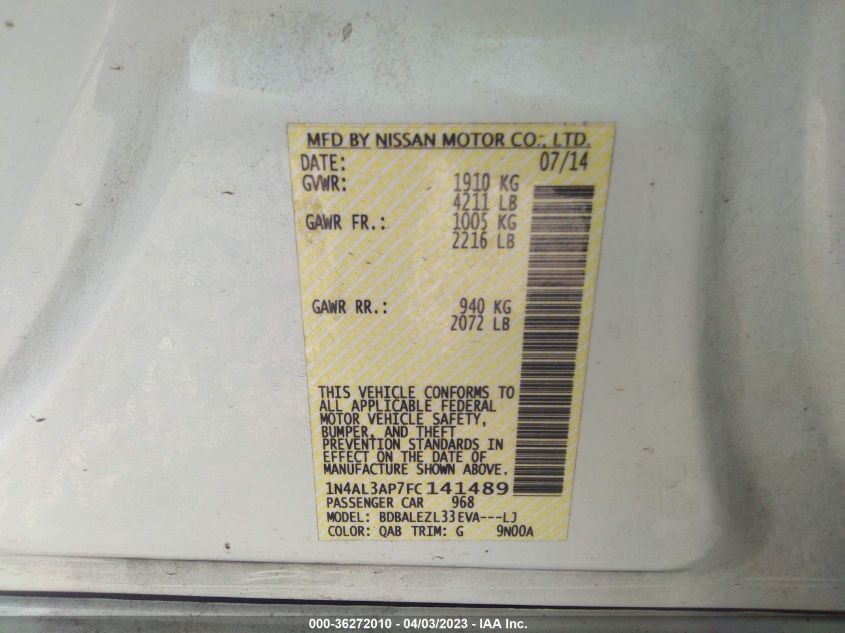 MFD BY NISSAN MOTOR CO., LTD.
DATE: 07/14
GVWR: 1910 KG
4211 LB
GAWR FR.: 1005 KG
2216 LB
GAWR RR.: 940 KG
2072 LB
THIS VEHICLE CONFORMS TO
ALL APPLICABLE FEDERAL
MOTOR VEHICLE SAFETY,
BUMPER, AND THEFT
PREVENTION STANDARDS IN
EFFECT ON THE DATE OF
MANUFACTURE SHOWN ABOVE.
1N4AL3AP7FC141489
PASSENGER CAR 968
MODEL: BDBALEZL33EVA---LJ
COLOR: QAB TRIM: G 9N00A
000-36272010 - 04/03/2023 - IAA Inc.